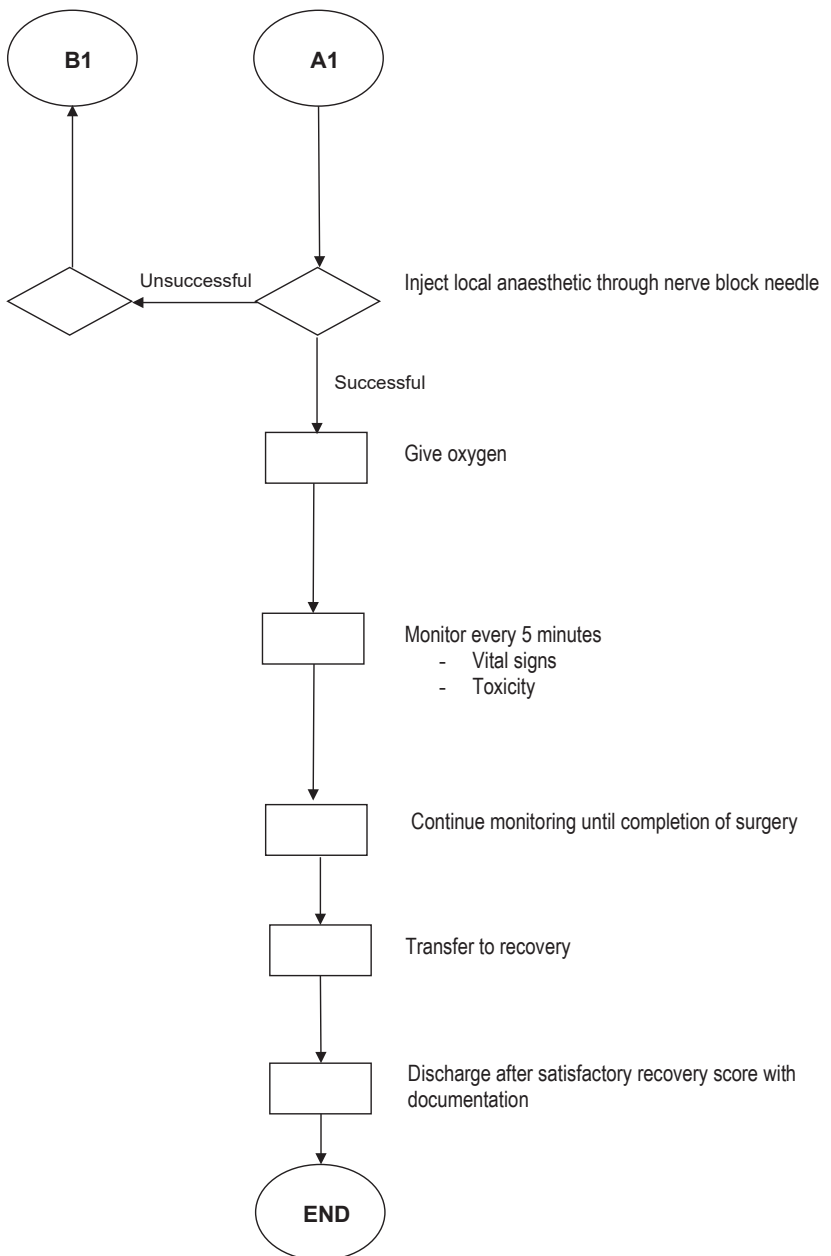 B1
A1
Unsuccessful
Inject local anaesthetic through nerve block needle
Successful
Give oxygen
Monitor every 5 minutes
- Vital signs
- Toxicity
Continue monitoring until completion of surgery
Transfer to recovery
Discharge after satisfactory recovery score with
documentation
END